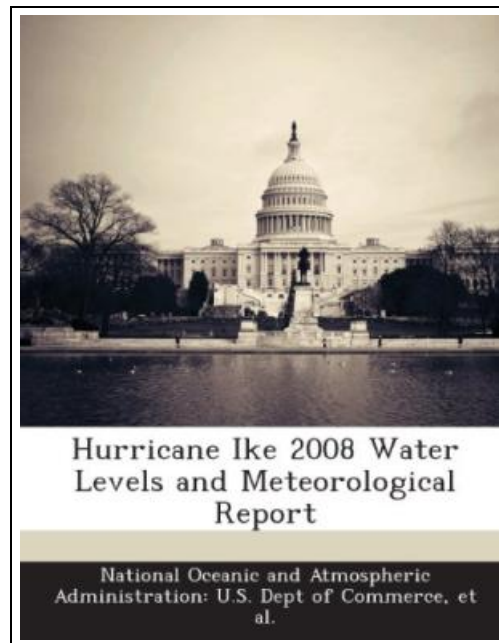 Hurricane Ike 2008 Water
Levels and Meteorological
Report
National Oceanic and Atmospheric
Administration: U.S. Dept of Commerce, et
al.